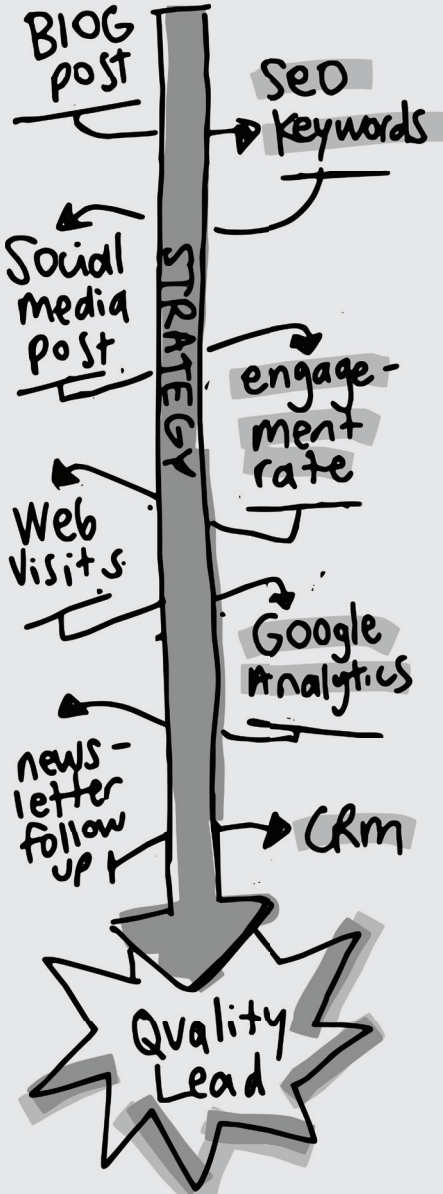 BLOG
post
SEO
keywords
Social
media
post
STRATEGY
engage-
ment
rate
Web
Visits
Google
Analytics
news-
letter
follow
up
CRM
Quality
Lead